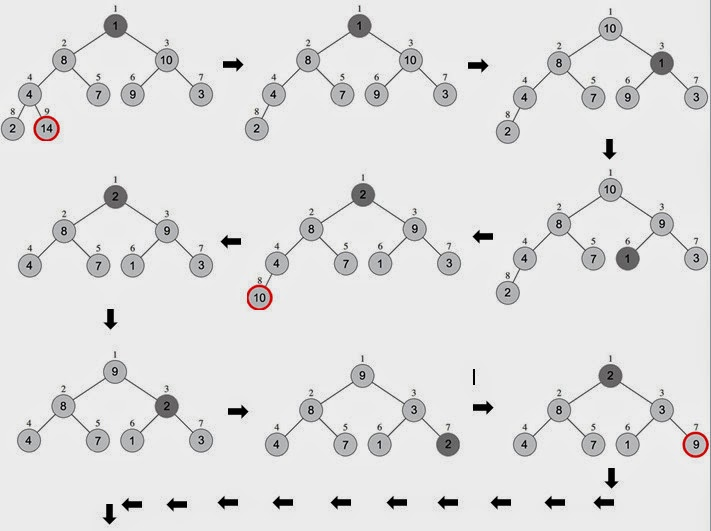 1 1 1
1 1 10
2 3 2 3 2 3
8 10 8 10 8 1
4 5 6 7 4 5 6 7 4 5 6 7
4 7 9 3 4 7 9 3 4 7 9 3
8 9 8 8
2 14 2 2
1 1 1
2 2 10
2 3 2 3 2 3
8 9 8 9 8 9
4 5 6 7 4 5 6 7 4 5 6 7
4 7 1 3 4 7 1 3 4 7 1 3
8 8
10 2
1 1 1
9 9 2
2 3 2 3 2 3
8 2 8 3 8 3
4 5 6 7 4 5 6 7 4 5 6 7
4 7 1 3 4 7 1 2 4 7 1 9